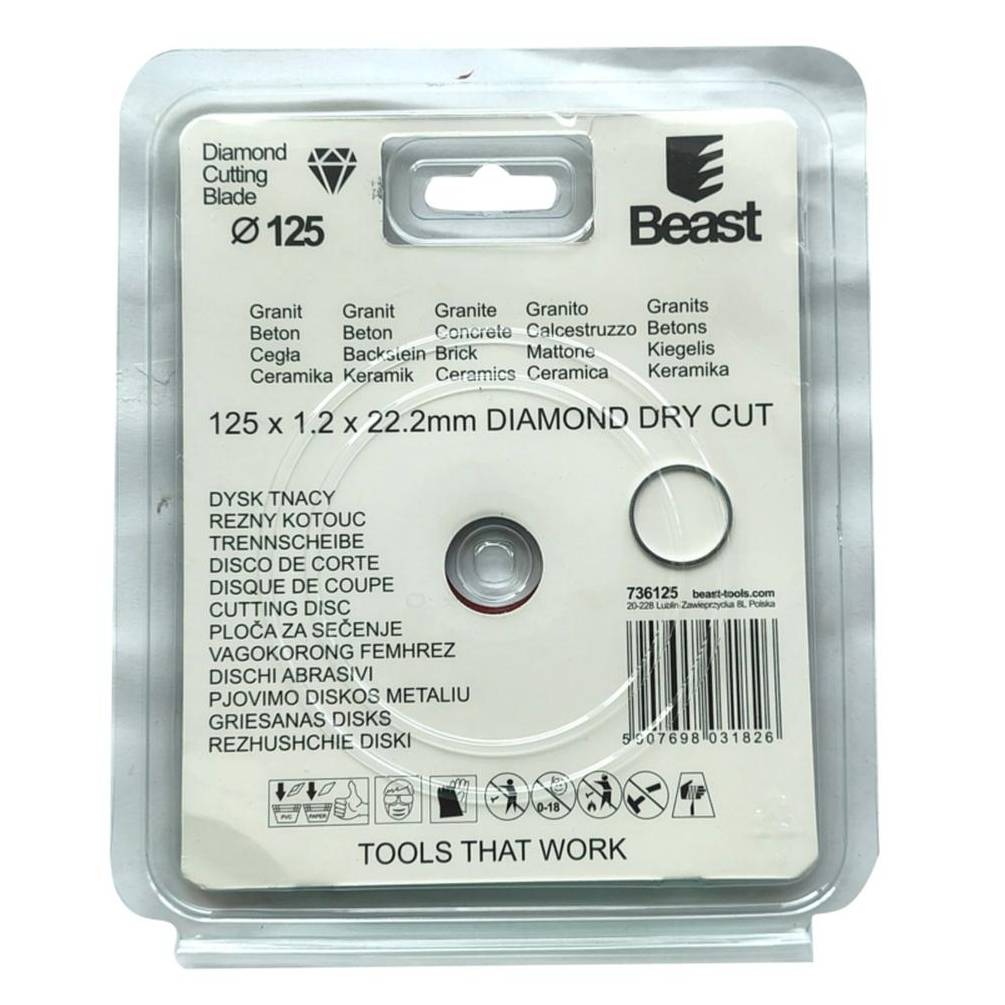 Diamond
Cutting
Blade
Ø 125
Beast
Granit
Beton
Cegła
Ceramika
Granit
Beton
Backstein
Keramik
Granite
Concrete
Brick
Ceramics
Granito
Calcestruzzo
Mattone
Ceramica
Granits
Betons
Kiegelis
Keramika
125 x 1.2 x 22.2mm DIAMOND DRY CUT
DYSK TNACY
REZNY KOTOUC
TRENNSCHEIBE
DISCO DE CORTE
DISQUE DE COUPE
CUTTING DISC
PLOČA ZA SEČENJE
VAGOKORONG FEMHREZ
DISCHI ABRASIVI
PJOVIMO DISKOS METALIU
GRIESANAS DISKS
REZHUSHCHIE DISKI
736125 beast-tools.com
20-228 Lublin Zawieprzycka 8L Polska
5 907698 031826
PVC PAPER 0-18
TOOLS THAT WORK